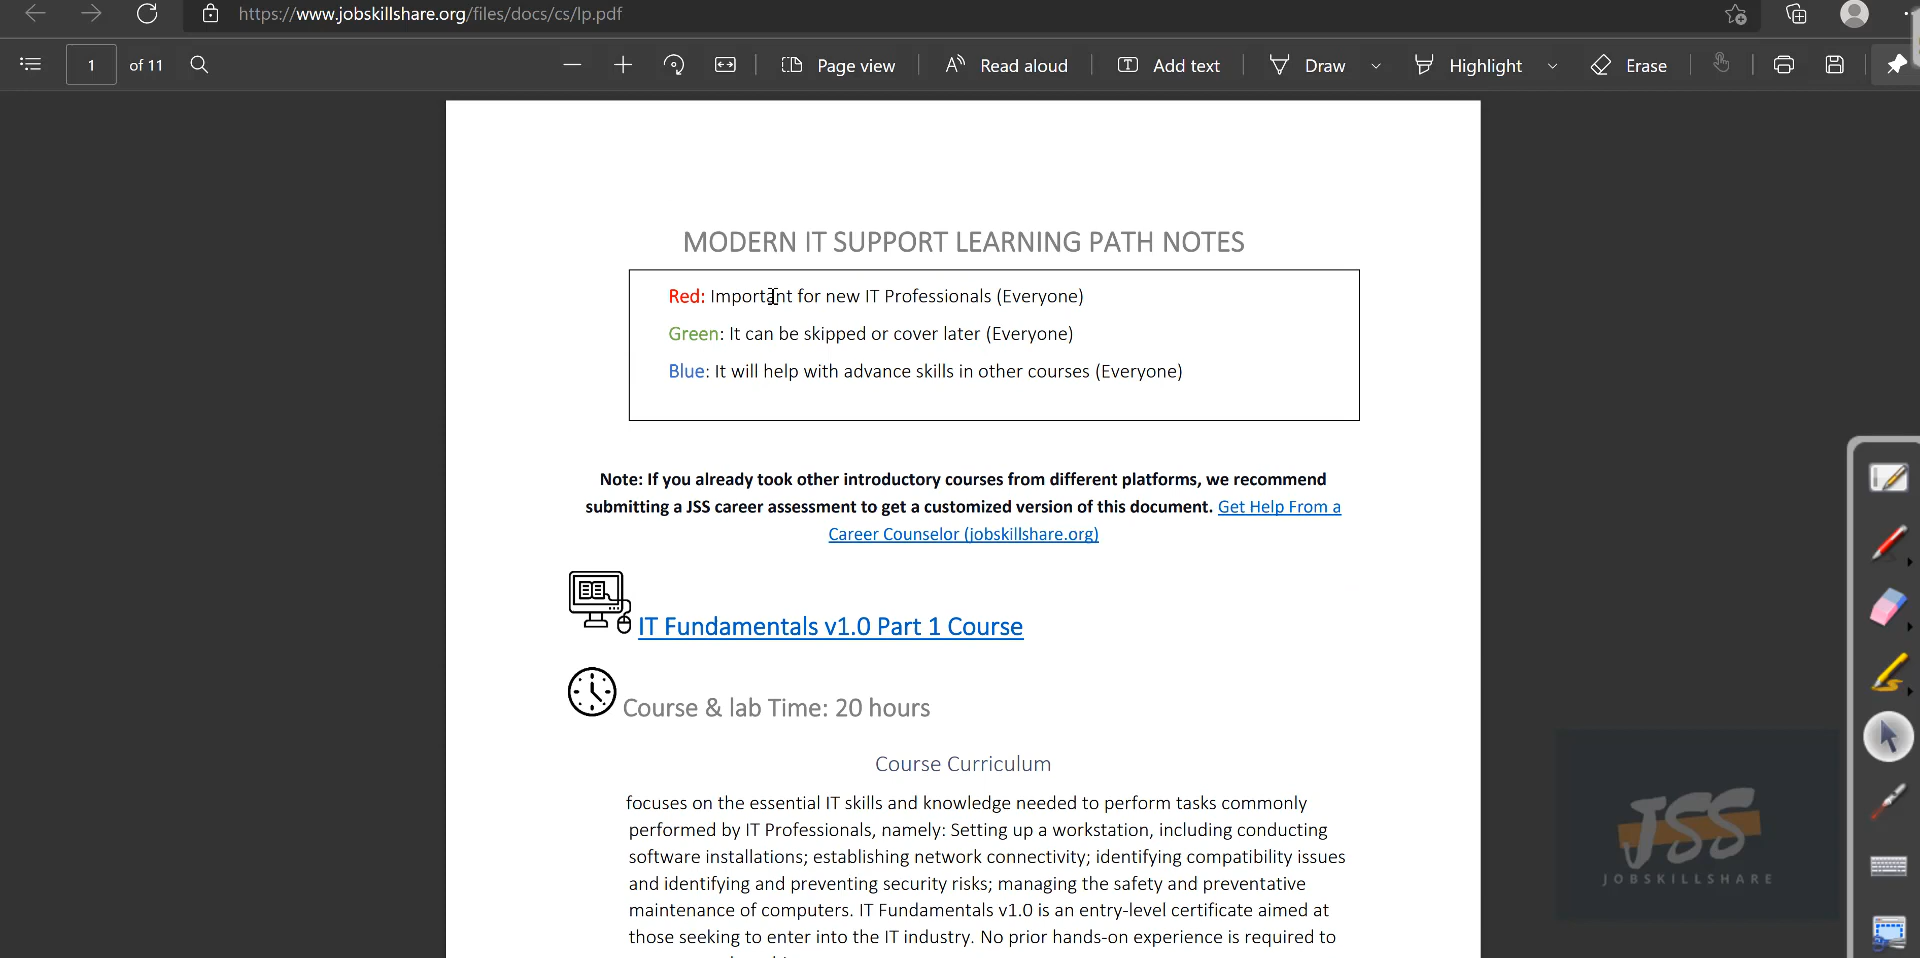 https://www.jobskillshare.org/files/docs/cs/lp.pdf
1 of 11 Page view Read aloud Add text Draw Highlight Erase
MODERN IT SUPPORT LEARNING PATH NOTES
Red: Important for new IT Professionals (Everyone)
Green: It can be skipped or cover later (Everyone)
Blue: It will help with advance skills in other courses (Everyone)
Note: If you already took other introductory courses from different platforms, we recommend
submitting a JSS career assessment to get a customized version of this document. Get Help From a
Career Counselor (jobskillshare.org)
IT Fundamentals v1.0 Part 1 Course
Course & lab Time: 20 hours
Course Curriculum
focuses on the essential IT skills and knowledge needed to perform tasks commonly
performed by IT Professionals, namely: Setting up a workstation, including conducting
software installations; establishing network connectivity; identifying compatibility issues
and identifying and preventing security risks; managing the safety and preventative
maintenance of computers. IT Fundamentals v1.0 is an entry-level certificate aimed at
those seeking to enter into the IT industry. No prior hands-on experience is required to
JSS
JOBSKILLSHARE